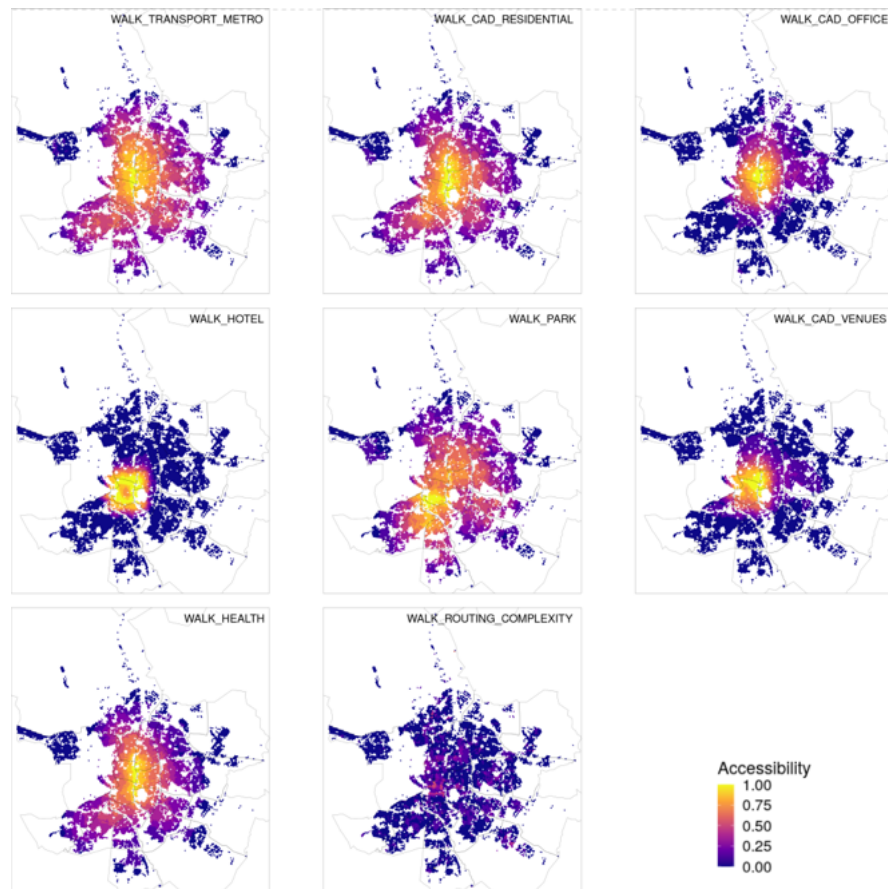 WALK_TRANSPORT_METRO
WALK_CAD_RESIDENTIAL
WALK_CAD_OFFICE
WALK_HOTEL
WALK_PARK
WALK_CAD_VENUES
WALK_HEALTH
WALK_ROUTING_COMPLEXITY
Accessibility
1.00
0.75
0.50
0.25
0.00